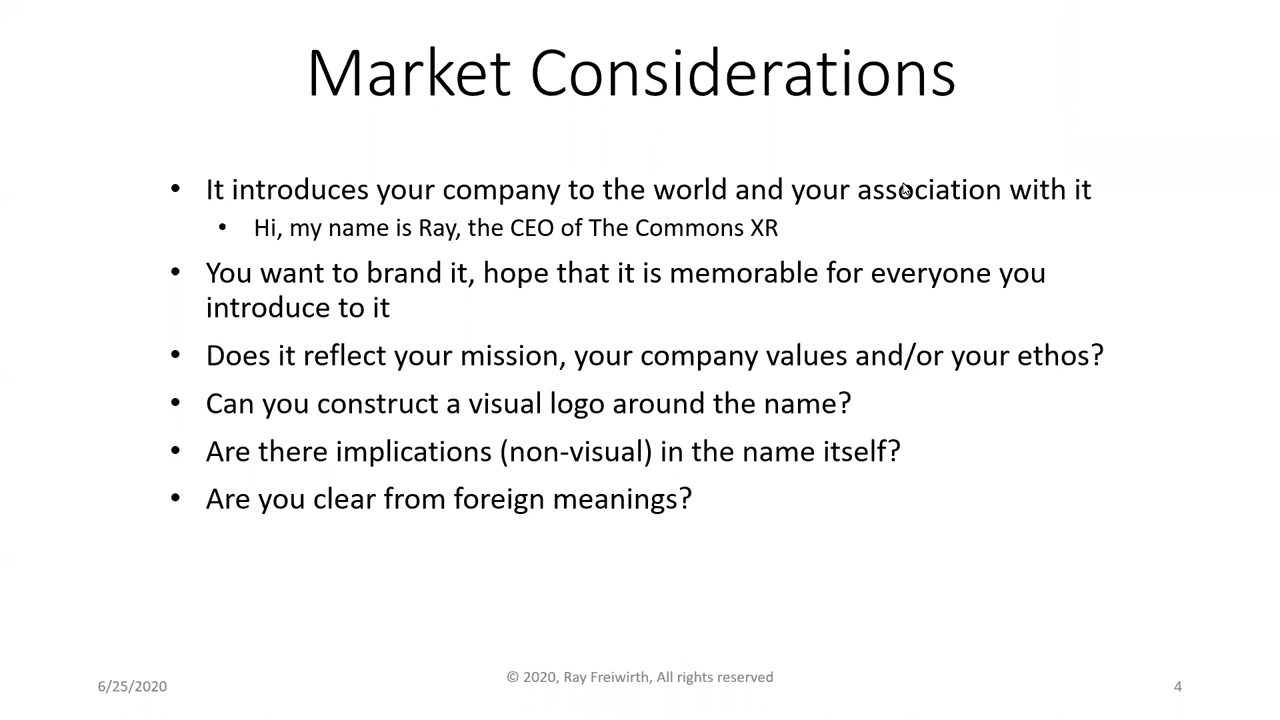 Market Considerations
• It introduces your company to the world and your association with it
• Hi, my name is Ray, the CEO of The Commons XR
• You want to brand it, hope that it is memorable for everyone you
introduce to it
• Does it reflect your mission, your company values and/or your ethos?
• Can you construct a visual logo around the name?
• Are there implications (non-visual) in the name itself?
• Are you clear from foreign meanings?
6/25/2020
© 2020, Ray Freiwirth, All rights reserved
4